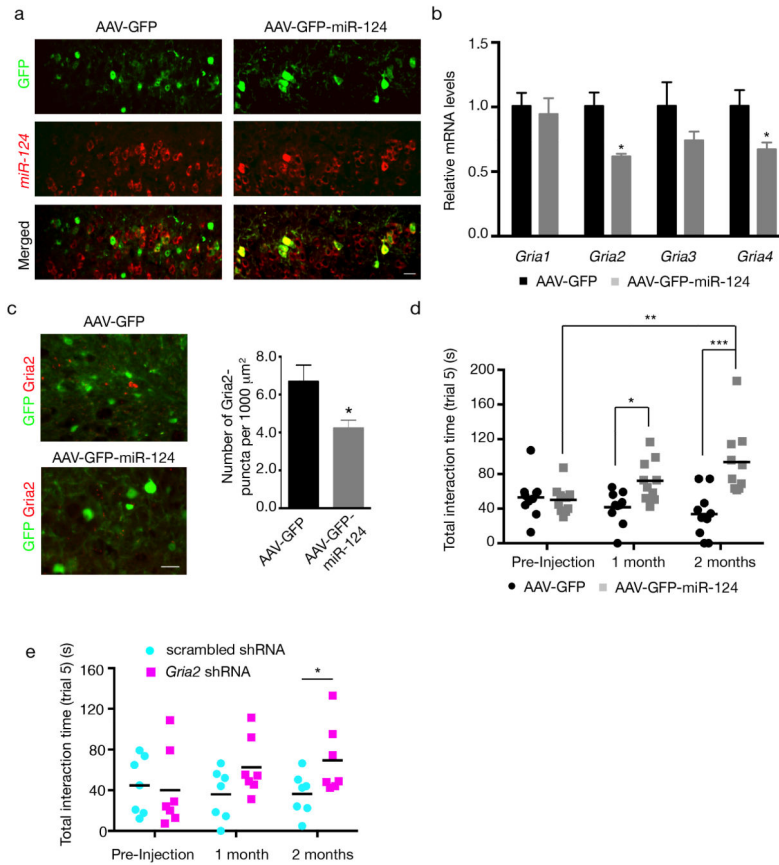 a
AAV-GFP
AAV-GFP-miR-124
GFP
miR-124
Merged
b
Relative mRNA levels
1.5
1.0
0.5
0.0
Gria1
Gria2
Gria3
Gria4
*
*
AAV-GFP
AAV-GFP-miR-124
c
AAV-GFP
GFP Gria2
AAV-GFP-miR-124
GFP Gria2
Number of Gria2-
puncta per 1000 µm2
8.0
6.0
4.0
2.0
0.0
*
AAV-GFP
AAV-GFP-
miR-124
d
Total interaction time (trial 5) (s)
200
160
120
80
40
0
**
*
***
Pre-Injection
1 month
2 months
AAV-GFP
AAV-GFP-miR-124
e
scrambled shRNA
Gria2 shRNA
Total interaction time (trial 5) (s)
160
120
80
40
0
*
Pre-Injection
1 month
2 months